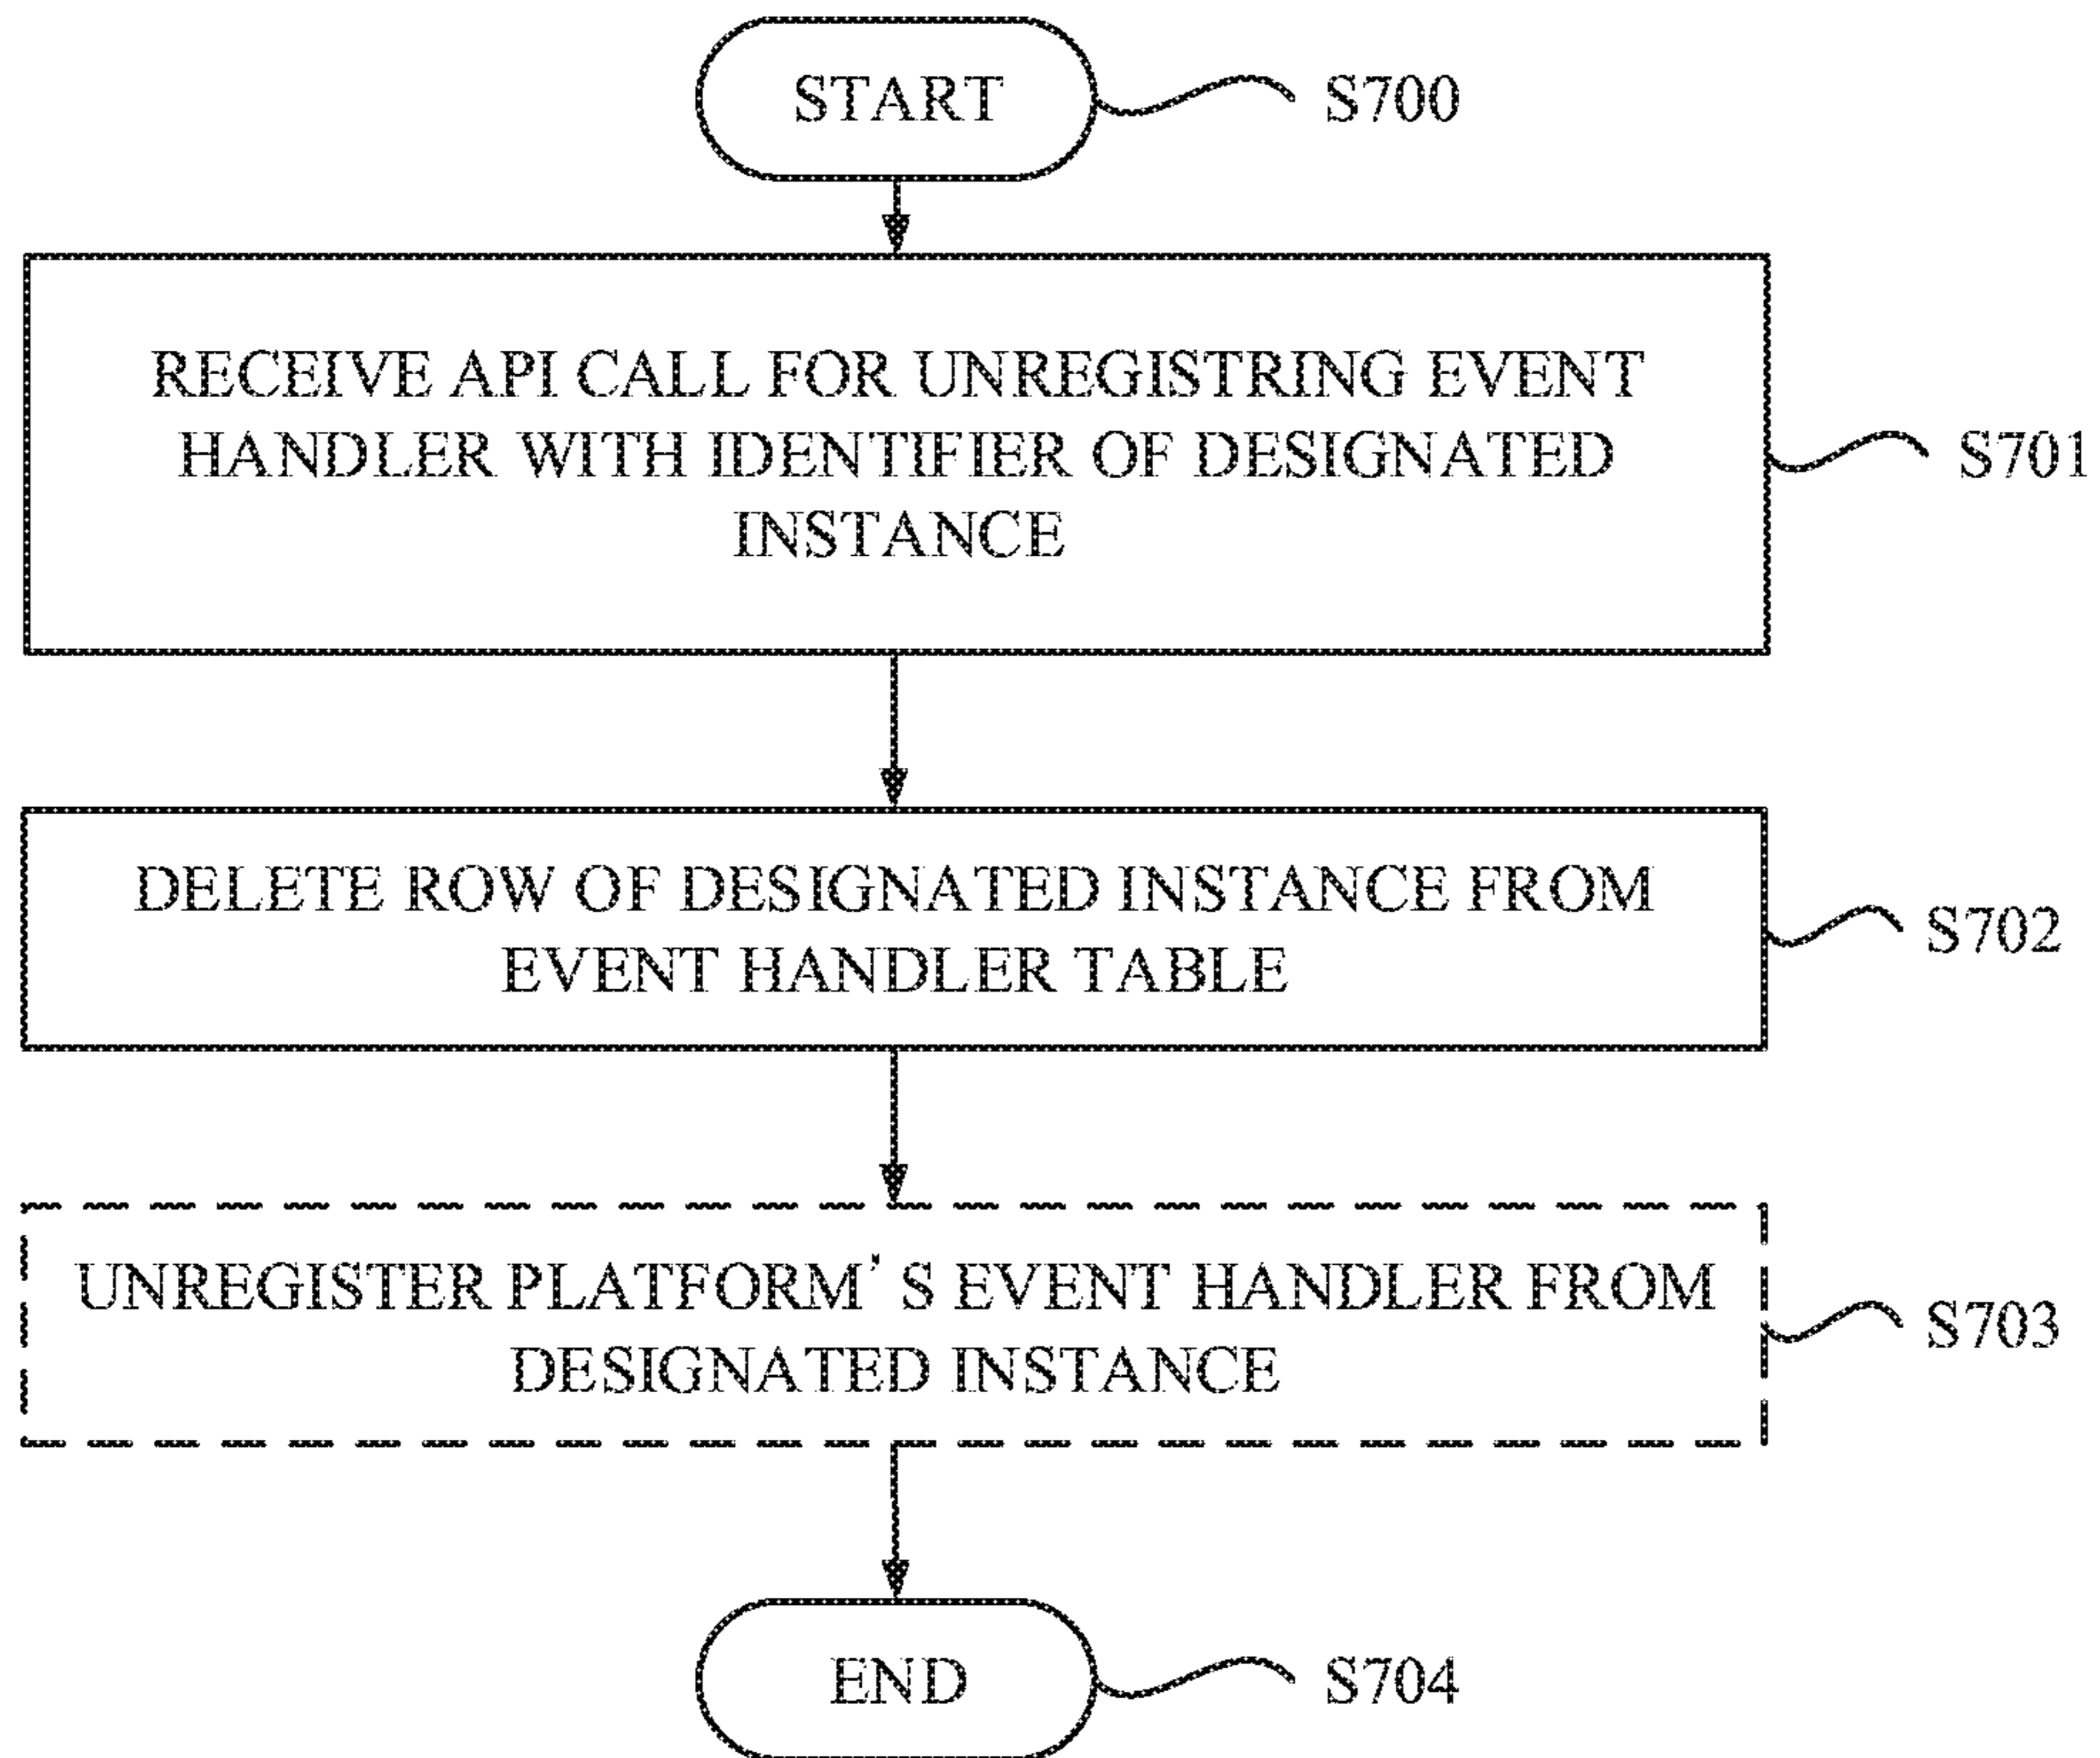 START
S700
RECEIVE API CALL FOR UNREGISTRING EVENT
HANDLER WITH IDENTIFIER OF DESIGNATED
INSTANCE
S701
DELETE ROW OF DESIGNATED INSTANCE FROM
EVENT HANDLER TABLE
S702
UNREGISTER PLATFORM'S EVENT HANDLER FROM
DESIGNATED INSTANCE
S703
END
S704